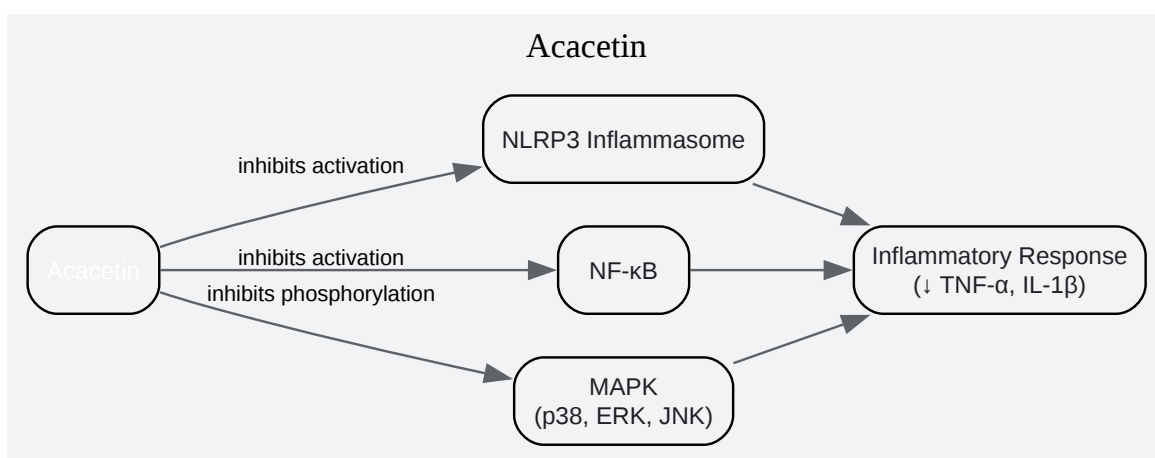 Acacetin
NLRP3 Inflammasome
inhibits activation
Acacetin
inhibits activation
NF-κB
Inflammatory Response
(↓ TNF-α, IL-1β)
inhibits phosphorylation
MAPK
(p38, ERK, JNK)